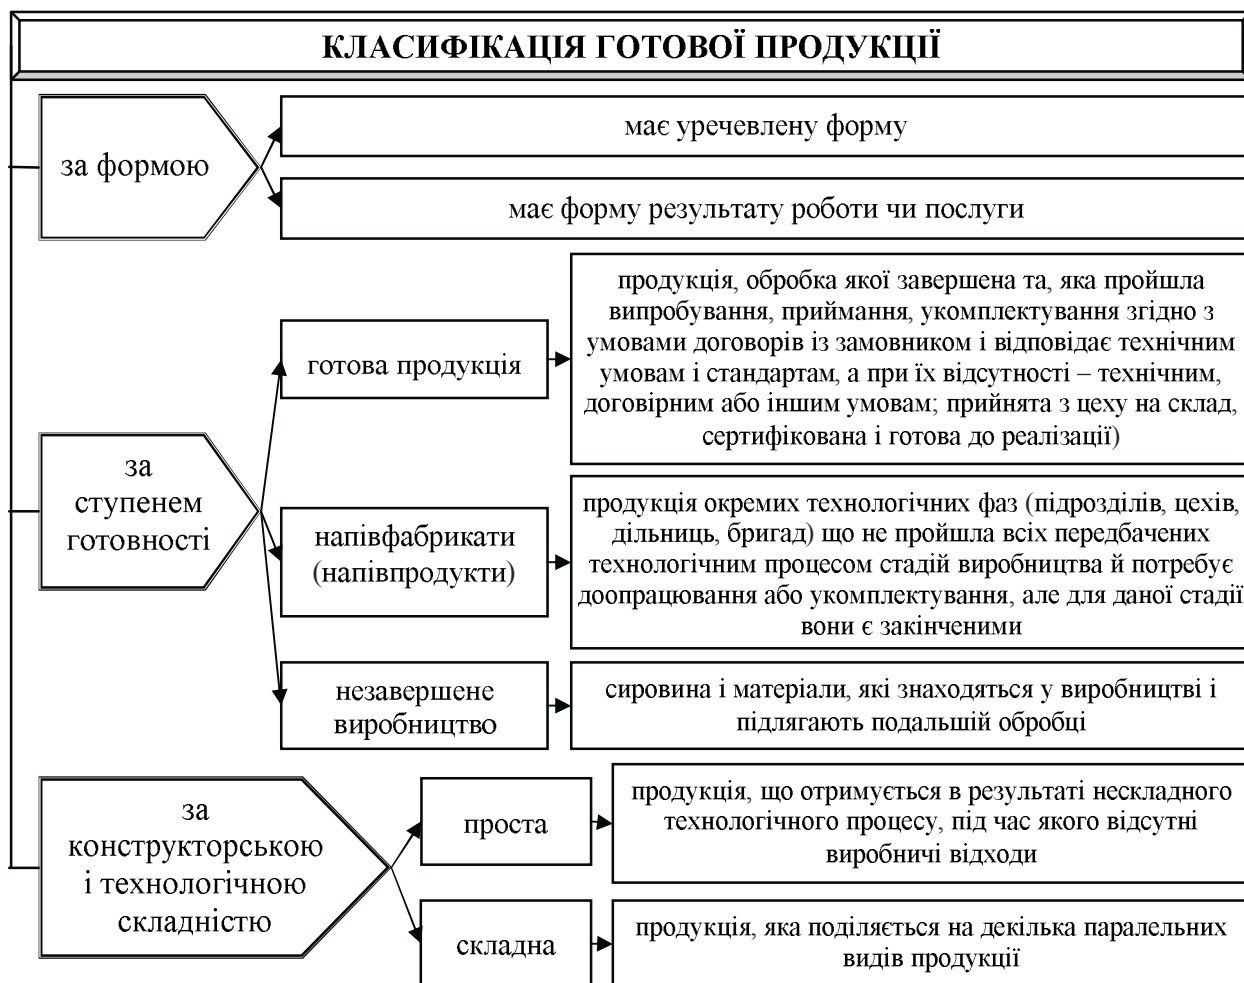 КЛАСИФІКАЦІЯ ГОТОВОЇ ПРОДУКЦІЇ
за формою
має уречевлену форму
має форму результату роботи чи послуги
за
ступенем
готовності
готова продукція
продукція, обробка якої завершена та, яка пройшла
випробування, приймання, укомплектування згідно з
умовами договорів із замовником і відповідає технічним
умовам і стандартам, а при їх відсутності – технічним,
договірним або іншим умовам; прийнята з цеху на склад,
сертифікована і готова до реалізації)
напівфабрикати
(напівпродукти)
продукція окремих технологічних фаз (підрозділів, цехів,
дільниць, бригад) що не пройшла всіх передбачених
технологічним процесом стадій виробництва й потребує
доопрацювання або укомплектування, але для даної стадії
вони є закінченими
незавершене
виробництво
сировина і матеріали, які знаходяться у виробництві і
підлягають подальшій обробці
за
конструкторською
і технологічною
складністю
проста
продукція, що отримується в результаті нескладного
технологічного процесу, під час якого відсутні
виробничі відходи
складна
продукція, яка поділяється на декілька паралельних
видів продукції